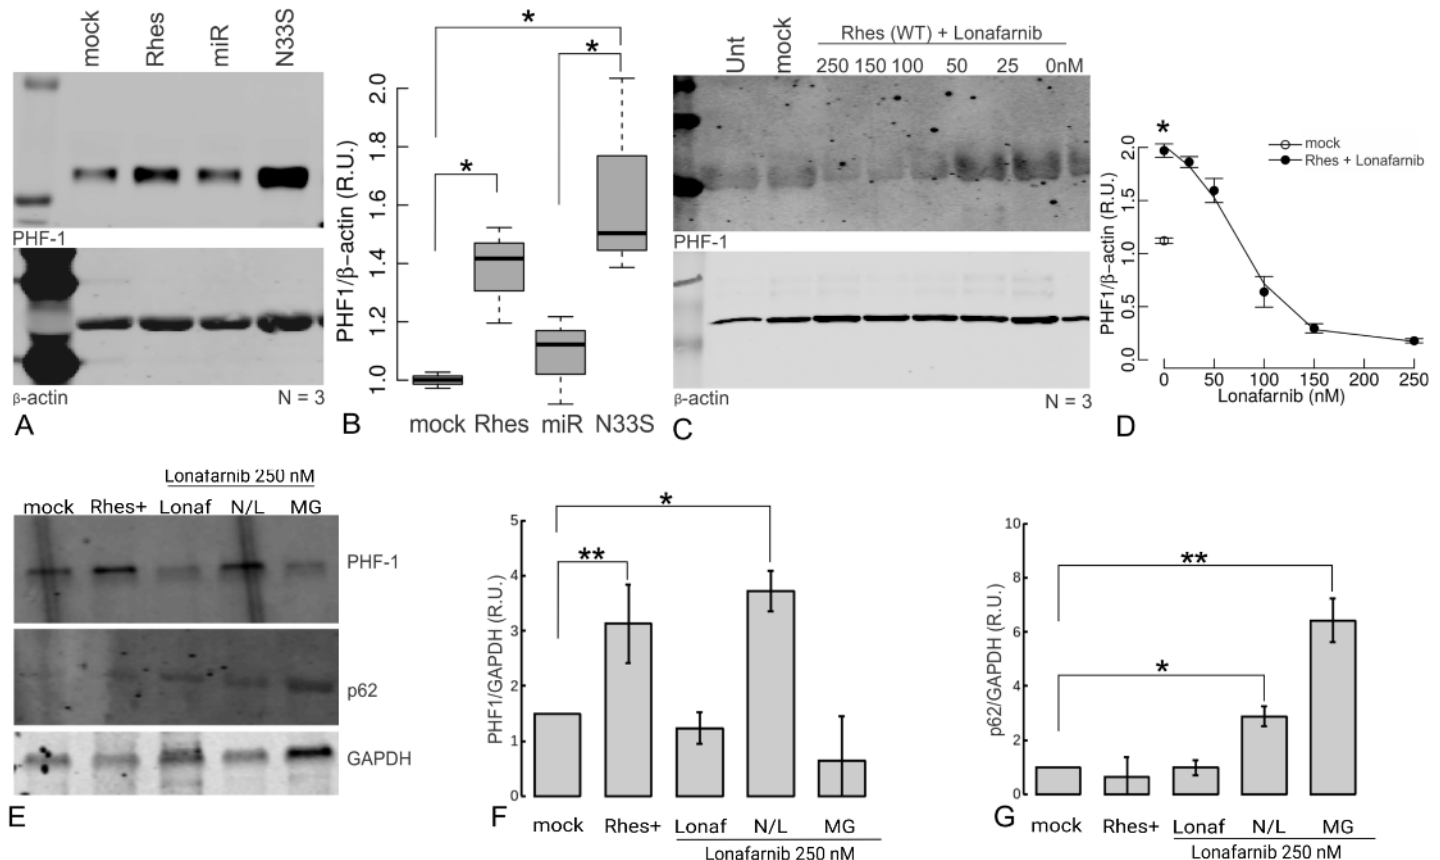 mock Rhes miR N33S
PHF-1
β-actin N = 3
A
* * *
PHF1/β-actin (R.U.)
2.0
1.8
1.6
1.4
1.2
1.0
mock Rhes miR N33S
B
Unt mock Rhes (WT) + Lonafarnib
250 150 100 50 25 0nM
PHF-1
β-actin N = 3
C
*
mock
Rhes + Lonafarnib
PHF1/β-actin (R.U.)
2.0
1.5
1.0
0.5
0.0
0 50 100 150 200 250
Lonafarnib (nM)
D
Lonafarnib 250 nM
mock Rhes+ Lonaf N/L MG
PHF-1
p62
GAPDH
E
*
**
PHF1/GAPDH (R.U.)
5
4
3
2
1
0
mock Rhes+ Lonaf N/L MG
Lonafarnib 250 nM
F
**
*
p62/GAPDH (R.U.)
10
8
6
4
2
0
mock Rhes+ Lonaf N/L MG
Lonafarnib 250 nM
G